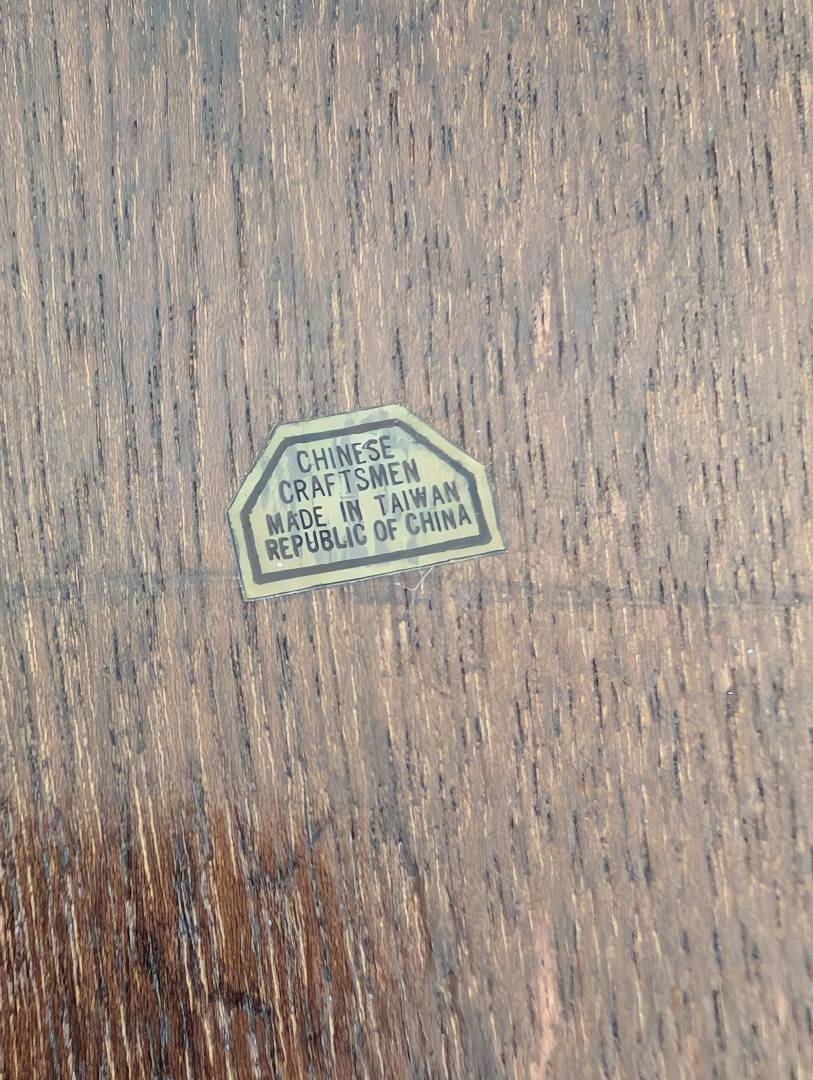 CHINESE
CRAFTSMEN
MADE IN TAIWAN
REPUBLIC OF CHINA